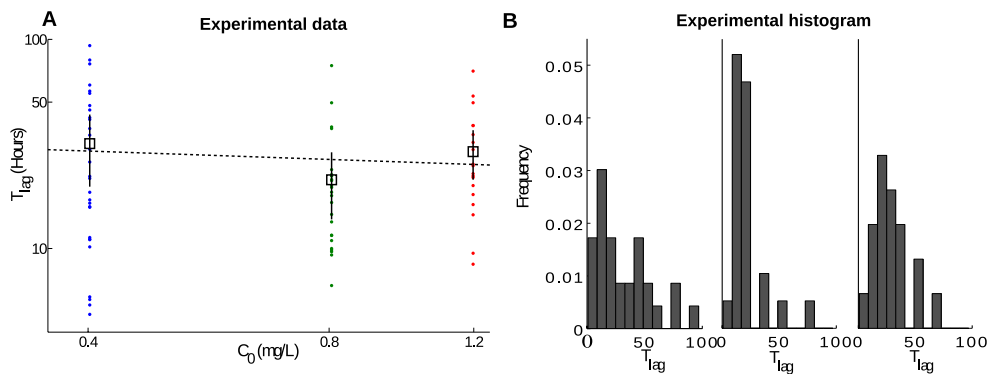 A
Experimental data
100
50
10
T_lag (Hours)
0.4
0.8
1.2
C_0 (mg/L)
B
Experimental histogram
Frequency
0.05
0.04
0.03
0.02
0.01
0
0 50 100
0 50 100
0 50 100
T_lag
T_lag
T_lag